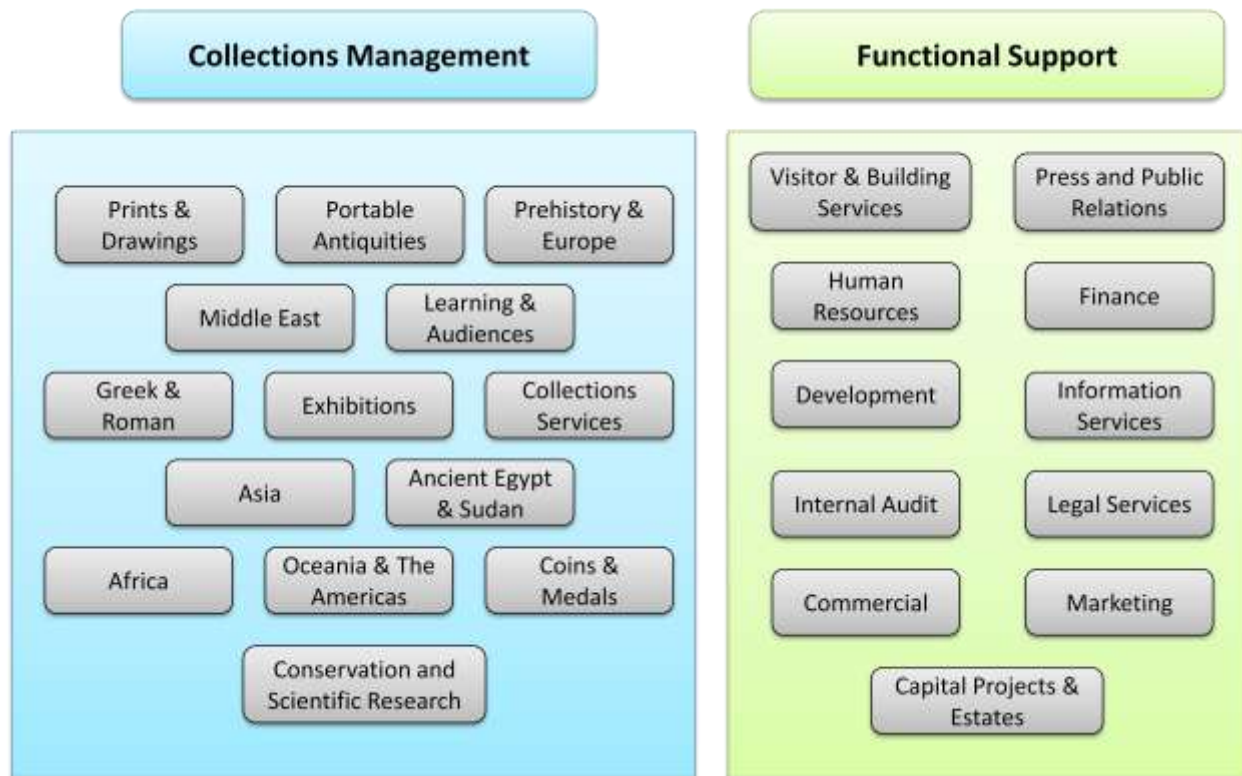 Collections Management
Functional Support
Prints &
Drawings
Portable
Antiquities
Prehistory &
Europe
Middle East
Learning &
Audiences
Greek &
Roman
Exhibitions
Collections
Services
Asia
Ancient Egypt
& Sudan
Africa
Oceania & The
Americas
Coins &
Medals
Conservation and
Scientific Research
Visitor & Building
Services
Press and Public
Relations
Human
Resources
Finance
Development
Information
Services
Internal Audit
Legal Services
Commercial
Marketing
Capital Projects &
Estates